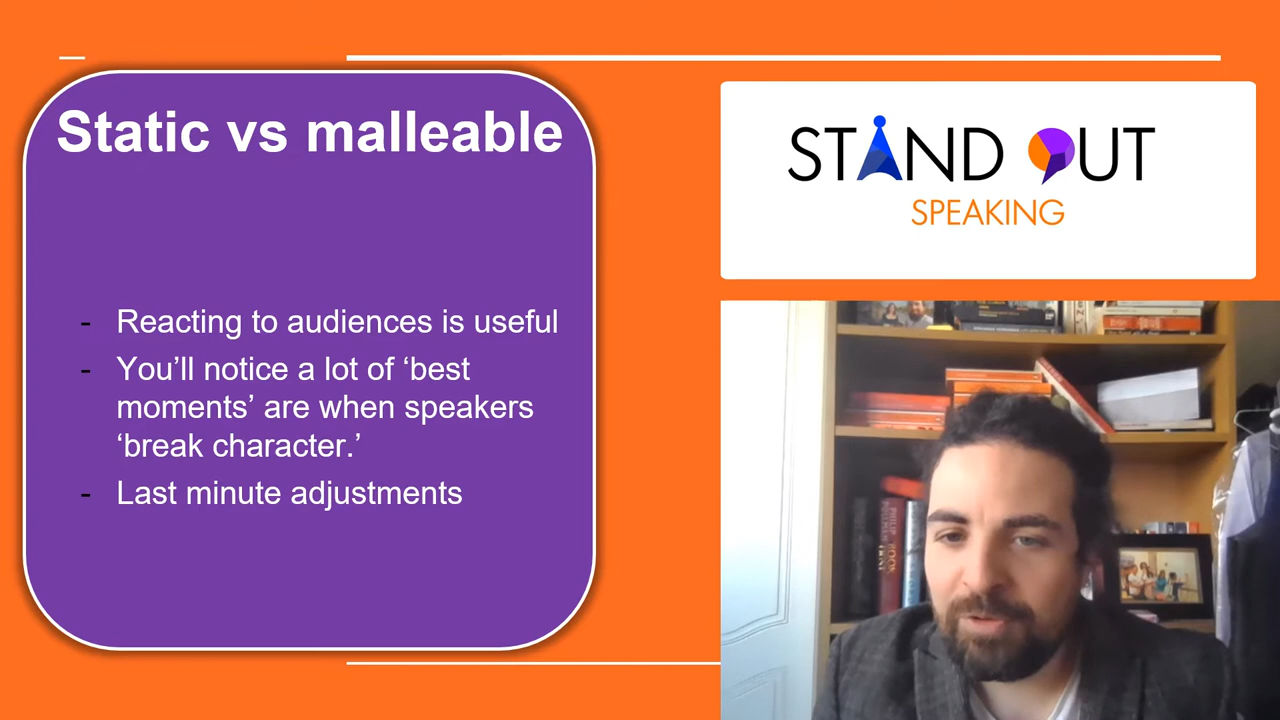 Static vs malleable
- Reacting to audiences is useful
- You’ll notice a lot of ‘best
moments’ are when speakers
‘break character.’
- Last minute adjustments
STAND OUT
SPEAKING
PHILIP